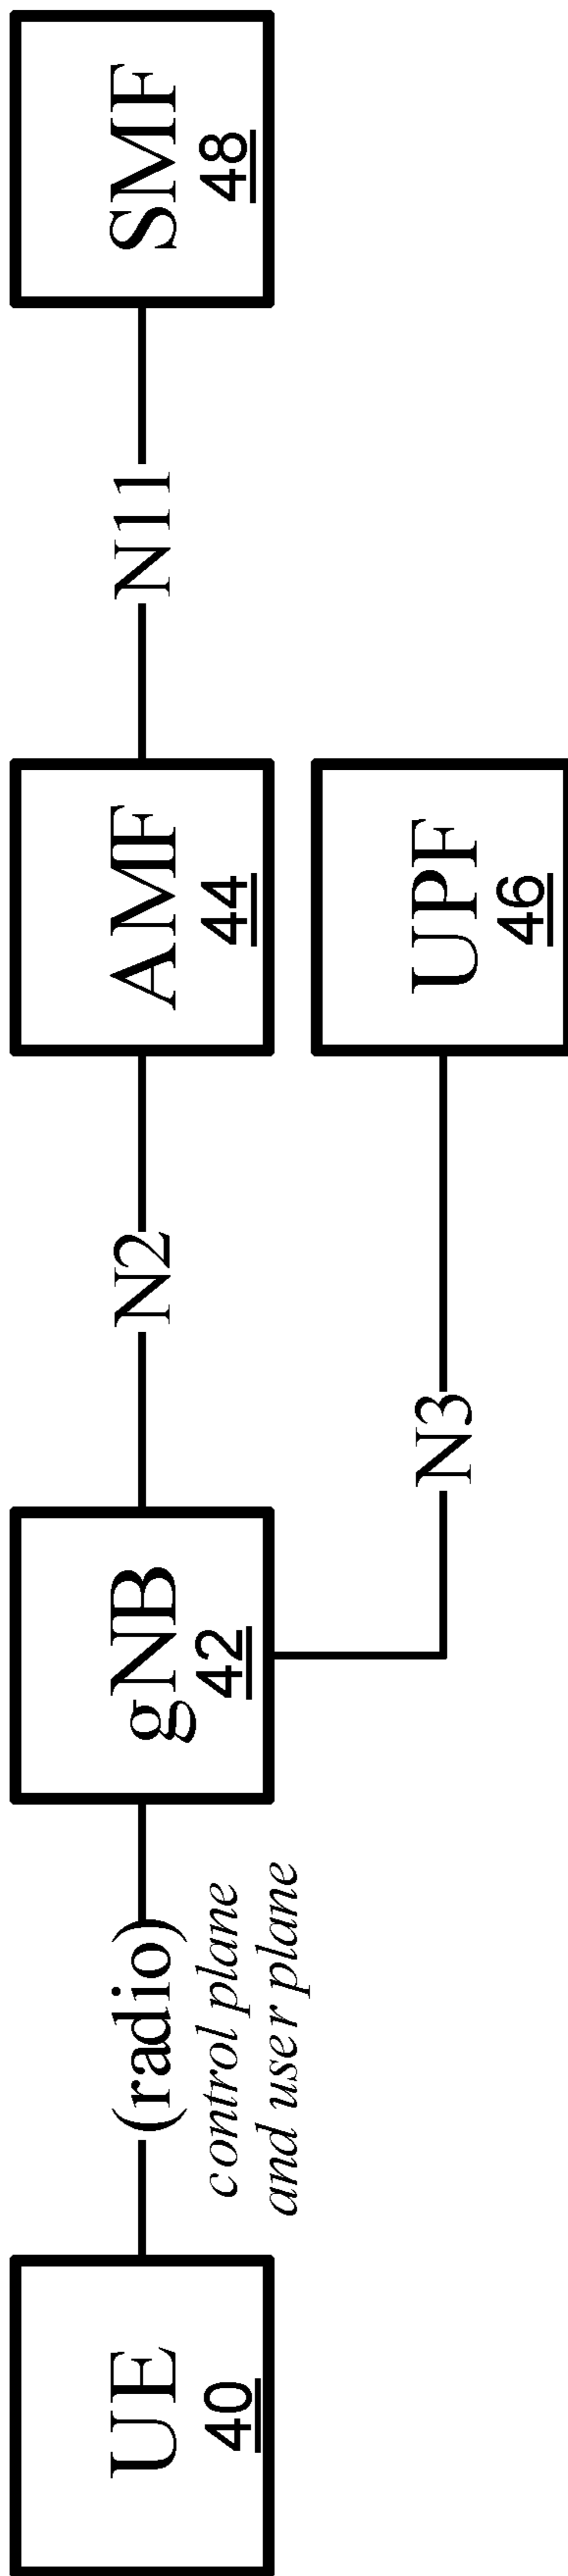 UE
40
(radio)
control plane
and user plane
gNB
42
N2
AMF
44
N11
SMF
48
N3
UPF
46